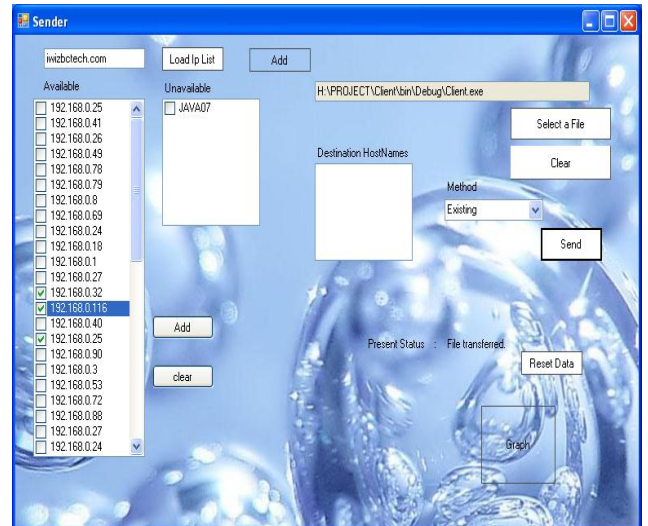 Sender
iwizbctech.com
Load Ip List
Add
Available
Unavailable
192.168.0.25
192.168.0.41
192.168.0.26
192.168.0.49
192.168.0.78
192.168.0.79
192.168.0.8
192.168.0.69
192.168.0.24
192.168.0.18
192.168.0.1
192.168.0.27
192.168.0.32
192.168.0.116
192.168.0.40
192.168.0.25
192.168.0.90
192.168.0.3
192.168.0.53
192.168.0.72
192.168.0.88
192.168.0.27
192.168.0.24
JAVA07
Add
clear
H:\PROJECT\Client\bin\Debug\Client.exe
Select a File
Clear
Destination HostNames
Method
Existing
Send
Present Status : File transferred.
Reset Data
Graph